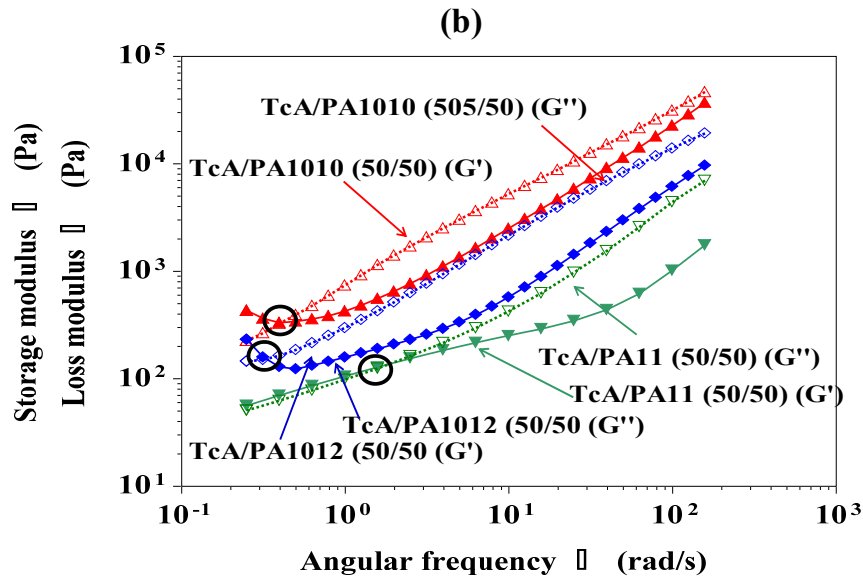 (b)
10^5
10^4
10^3
10^2
10^1
Storage modulus ▯ (Pa)
Loss modulus ▯ (Pa)
TcA/PA1010 (505/50) (G'')
TcA/PA1010 (50/50) (G')
TcA/PA11 (50/50) (G'')
TcA/PA11 (50/50) (G')
TcA/PA1012 (50/50 (G'')
TcA/PA1012 (50/50 (G')
10^-1 10^0 10^1 10^2 10^3
Angular frequency ▯ (rad/s)